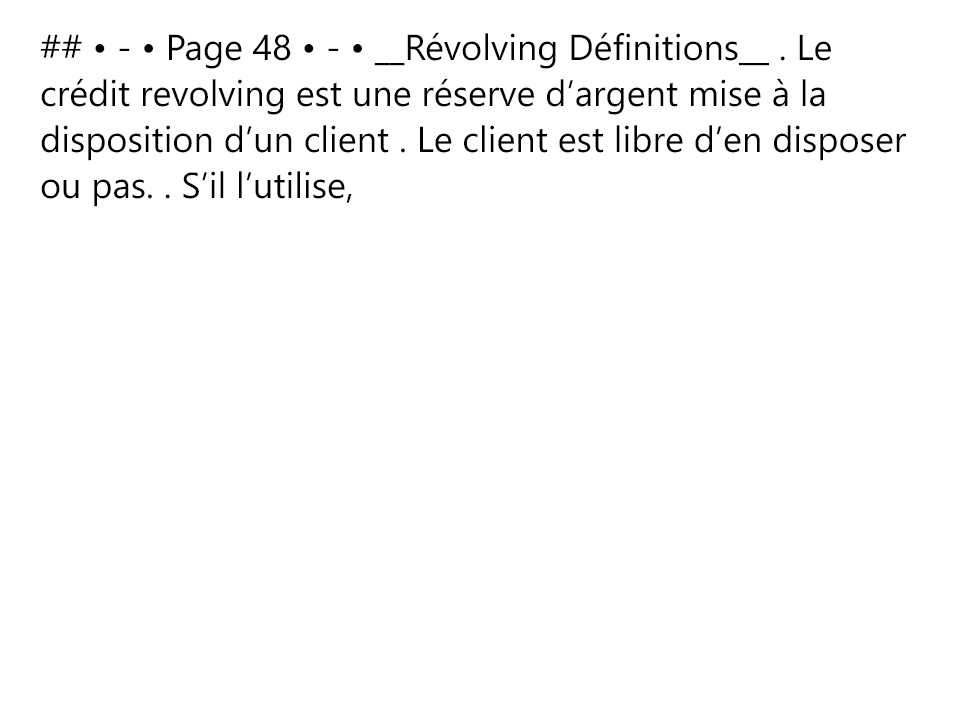 ## • - • Page 48 • - • __Révolving Définitions__ . Le
crédit revolving est une réserve d’argent mise à la
disposition d’un client . Le client est libre d’en disposer
ou pas. . S’il l’utilise,